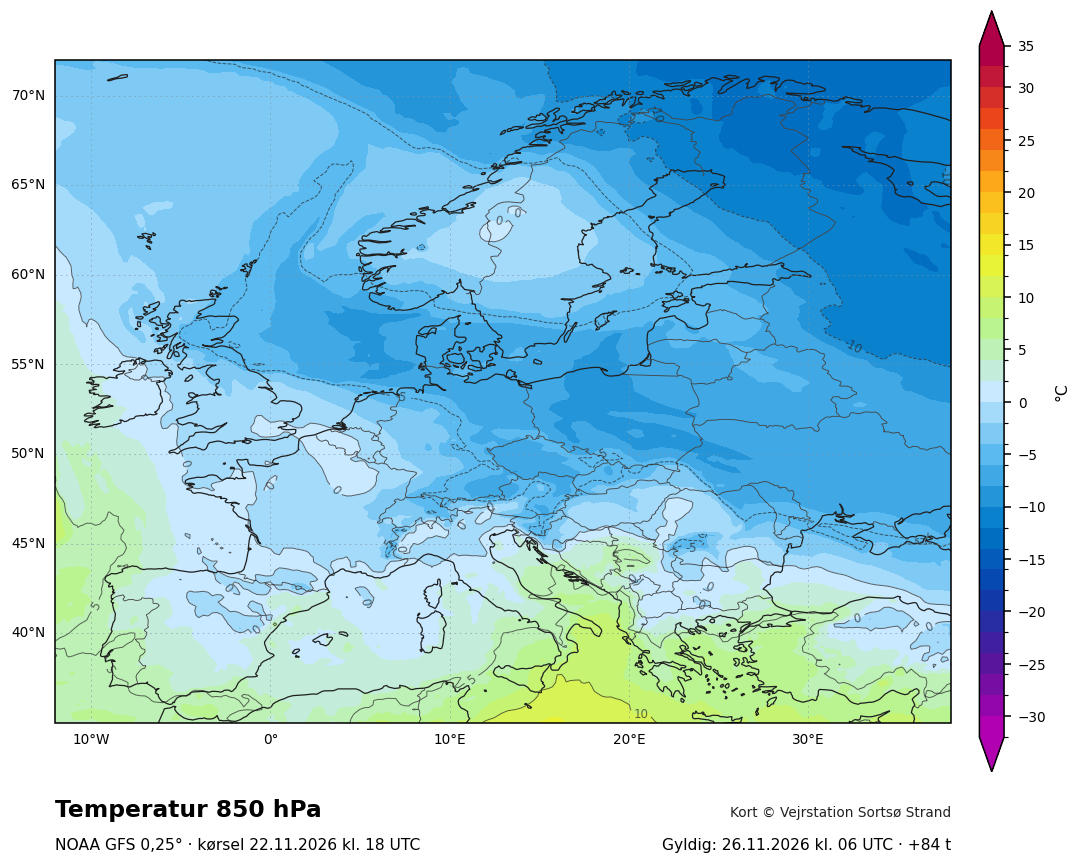 70°N
65°N
60°N
55°N
50°N
45°N
40°N
10°W
0°
10°E
20°E
30°E
35
30
25
20
15
10
5
0
−5
−10
−15
−20
−25
−30
°C
10
-10
Temperatur 850 hPa
Kort © Vejrstation Sortsø Strand
NOAA GFS 0,25° · kørsel 22.11.2026 kl. 18 UTC
Gyldig: 26.11.2026 kl. 06 UTC · +84 t